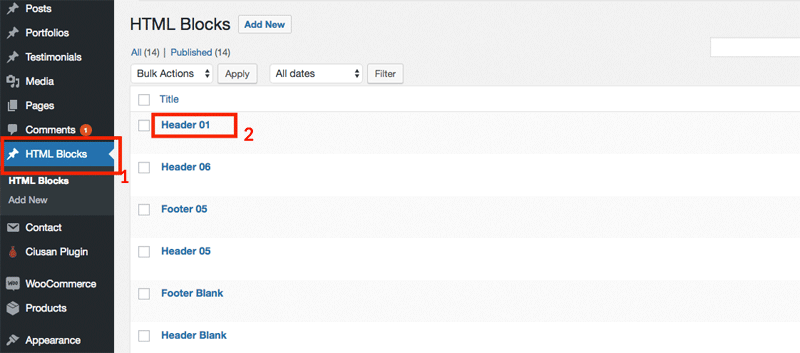 Posts
Portfolios
Testimonials
Media
Pages
Comments 1
HTML Blocks
1
HTML Blocks
Add New
Contact
Clusan Plugin
WOO WooCommerce
Products
Appearance
HTML Blocks Add New
All (14) | Published (14)
Bulk Actions Apply All dates Filter
Title
Header 01 2
Header 06
Footer 05
Header 05
Footer Blank
Header Blank